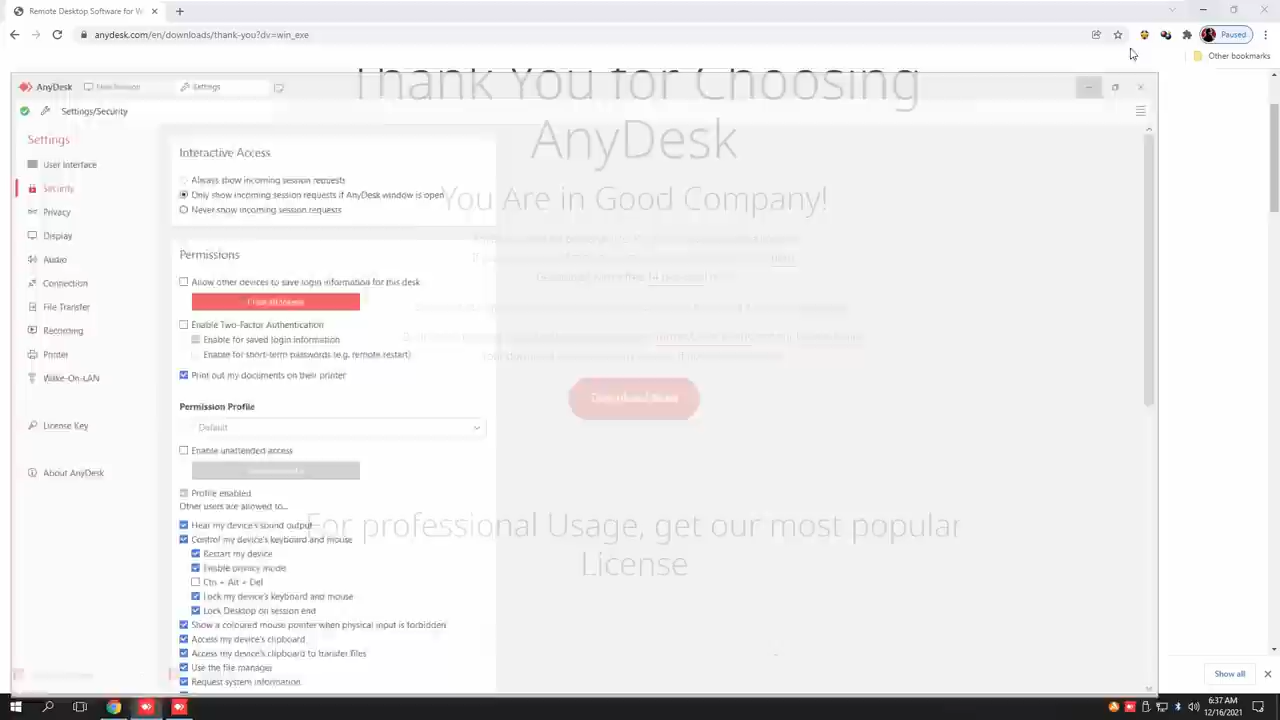 Remote Desktop Software for W
anydesk.com/en/downloads/thank-you?dv=win_exe
Paused
Other bookmarks
Thank You for Choosing
AnyDesk
You Are in Good Company!
For professional Usage, get our most popular
License
AnyDesk
Settings
Settings/Security
Settings
User Interface
Security
Privacy
Display
Audio
Connection
File Transfer
Recording
Printer
Wake-On-LAN
License Key
About AnyDesk
Interactive Access
Always show incoming session requests
Only show incoming session requests if AnyDesk window is open
Never show incoming session requests
Permissions
Allow other devices to save login information for this desk
Enable Two-Factor Authentication
Enable for saved login information
Enable for short-term passwords (e.g. remote restart)
Print out my documents on their printer
Permission Profile
Default
Enable unattended access
Profile enabled
Other users are allowed to...
Hear my device's sound output
Control my device's keyboard and mouse
Restart my device
Enable privacy mode
Ctrl + Alt + Del
Lock my device's keyboard and mouse
Lock Desktop on session end
Show a coloured mouse pointer when physical input is forbidden
Access my device's clipboard
Access my device's clipboard to transfer files
Use the file manager
Request system information
Show all
6:37 AM
12/16/2021